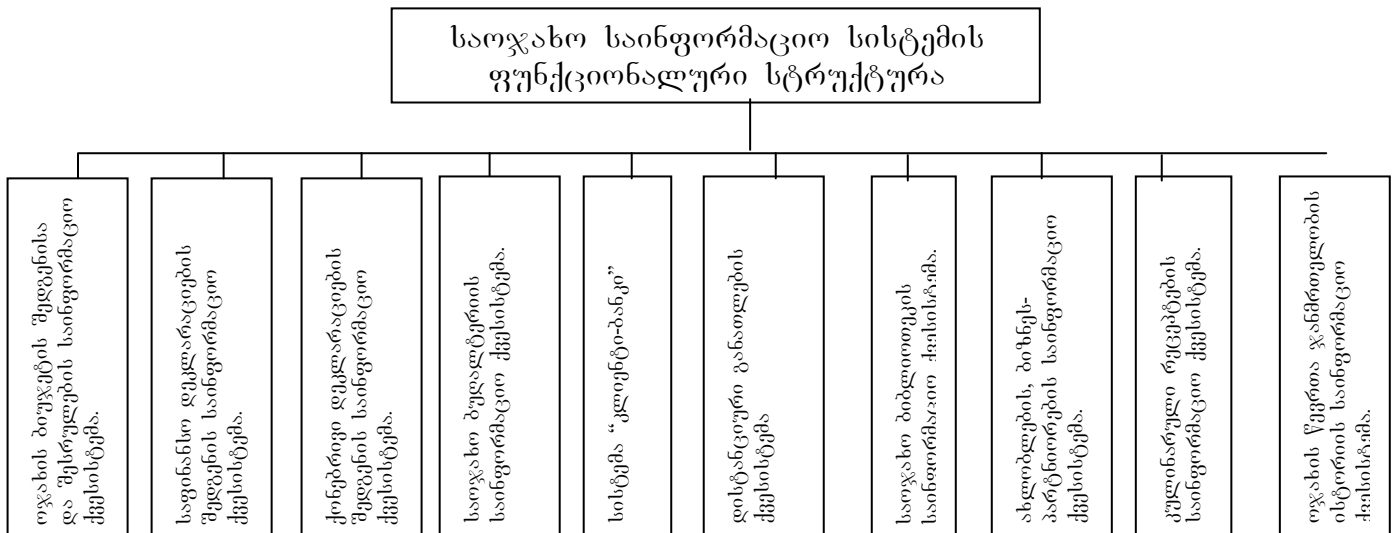 საოჯახო საინფორმაციო სისტემის
ფუნქციონალური სტრუქტურა
ოჯახის ბიუჯეტის შედგენისა
და შესრულების საინფორმაციო
ქვესისტემა.
საფინანსო დეკლარაციების
შედგენის საინფორმაციო
ქვესისტემა.
ქონებრივი დეკლარაციების
შედგენის საინფორმაციო
ქვესისტემა.
საოჯახო ბუღალტერიის
საინფორმაციო ქვესისტემა.
სისტემა “კლიენტი-ბანკი”
დისტანციური განათლების
ქვესისტემა
საოჯახო ბიბლიოთეკის
საინფორმაციო ქვესისტემა.
ახლობლების, ბიზნეს-
პარტნიორების საინფორმაციო
ქვესისტემა.
კულინარული რეცეპტების
საინფორმაციო ქვესისტემა.
ოჯახის წევრთა ჯანმრთელობის
ისტორიის საინფორმაციო
ქვესისტემა.